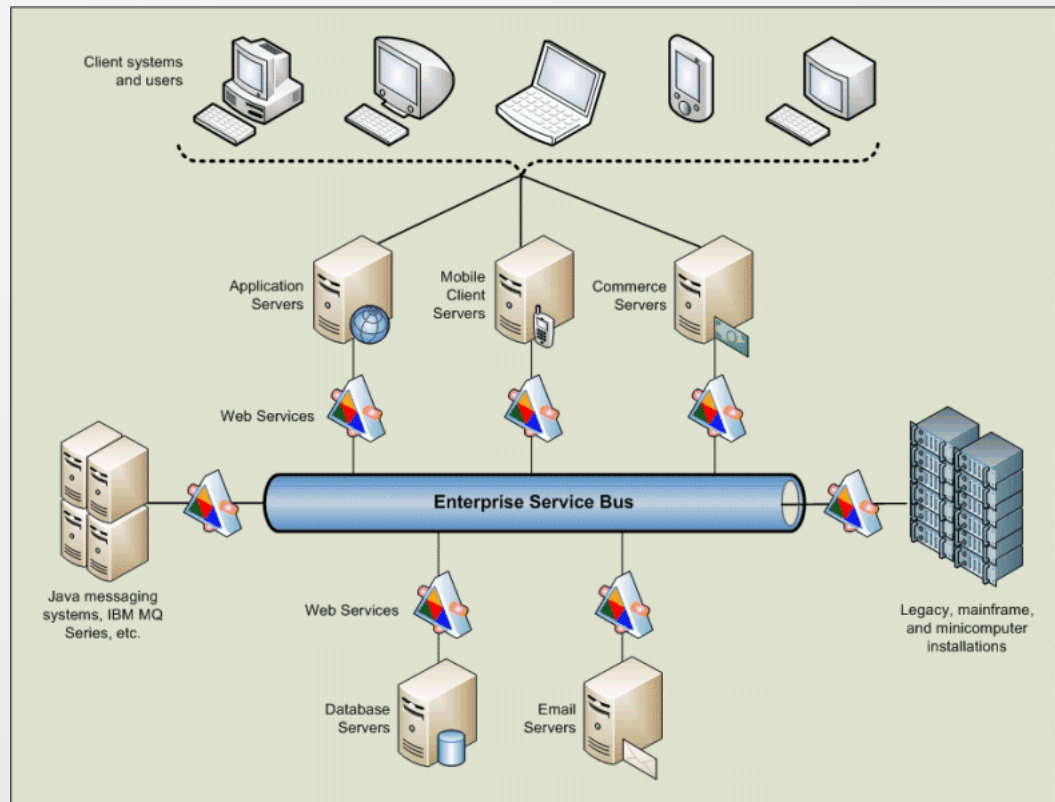 Client systems
and users
Application
Servers
Mobile
Client
Servers
Commerce
Servers
Web Services
Enterprise Service Bus
Java messaging
systems, IBM MQ
Series, etc.
Web Services
Legacy, mainframe,
and minicomputer
installations
Database
Servers
Email
Servers